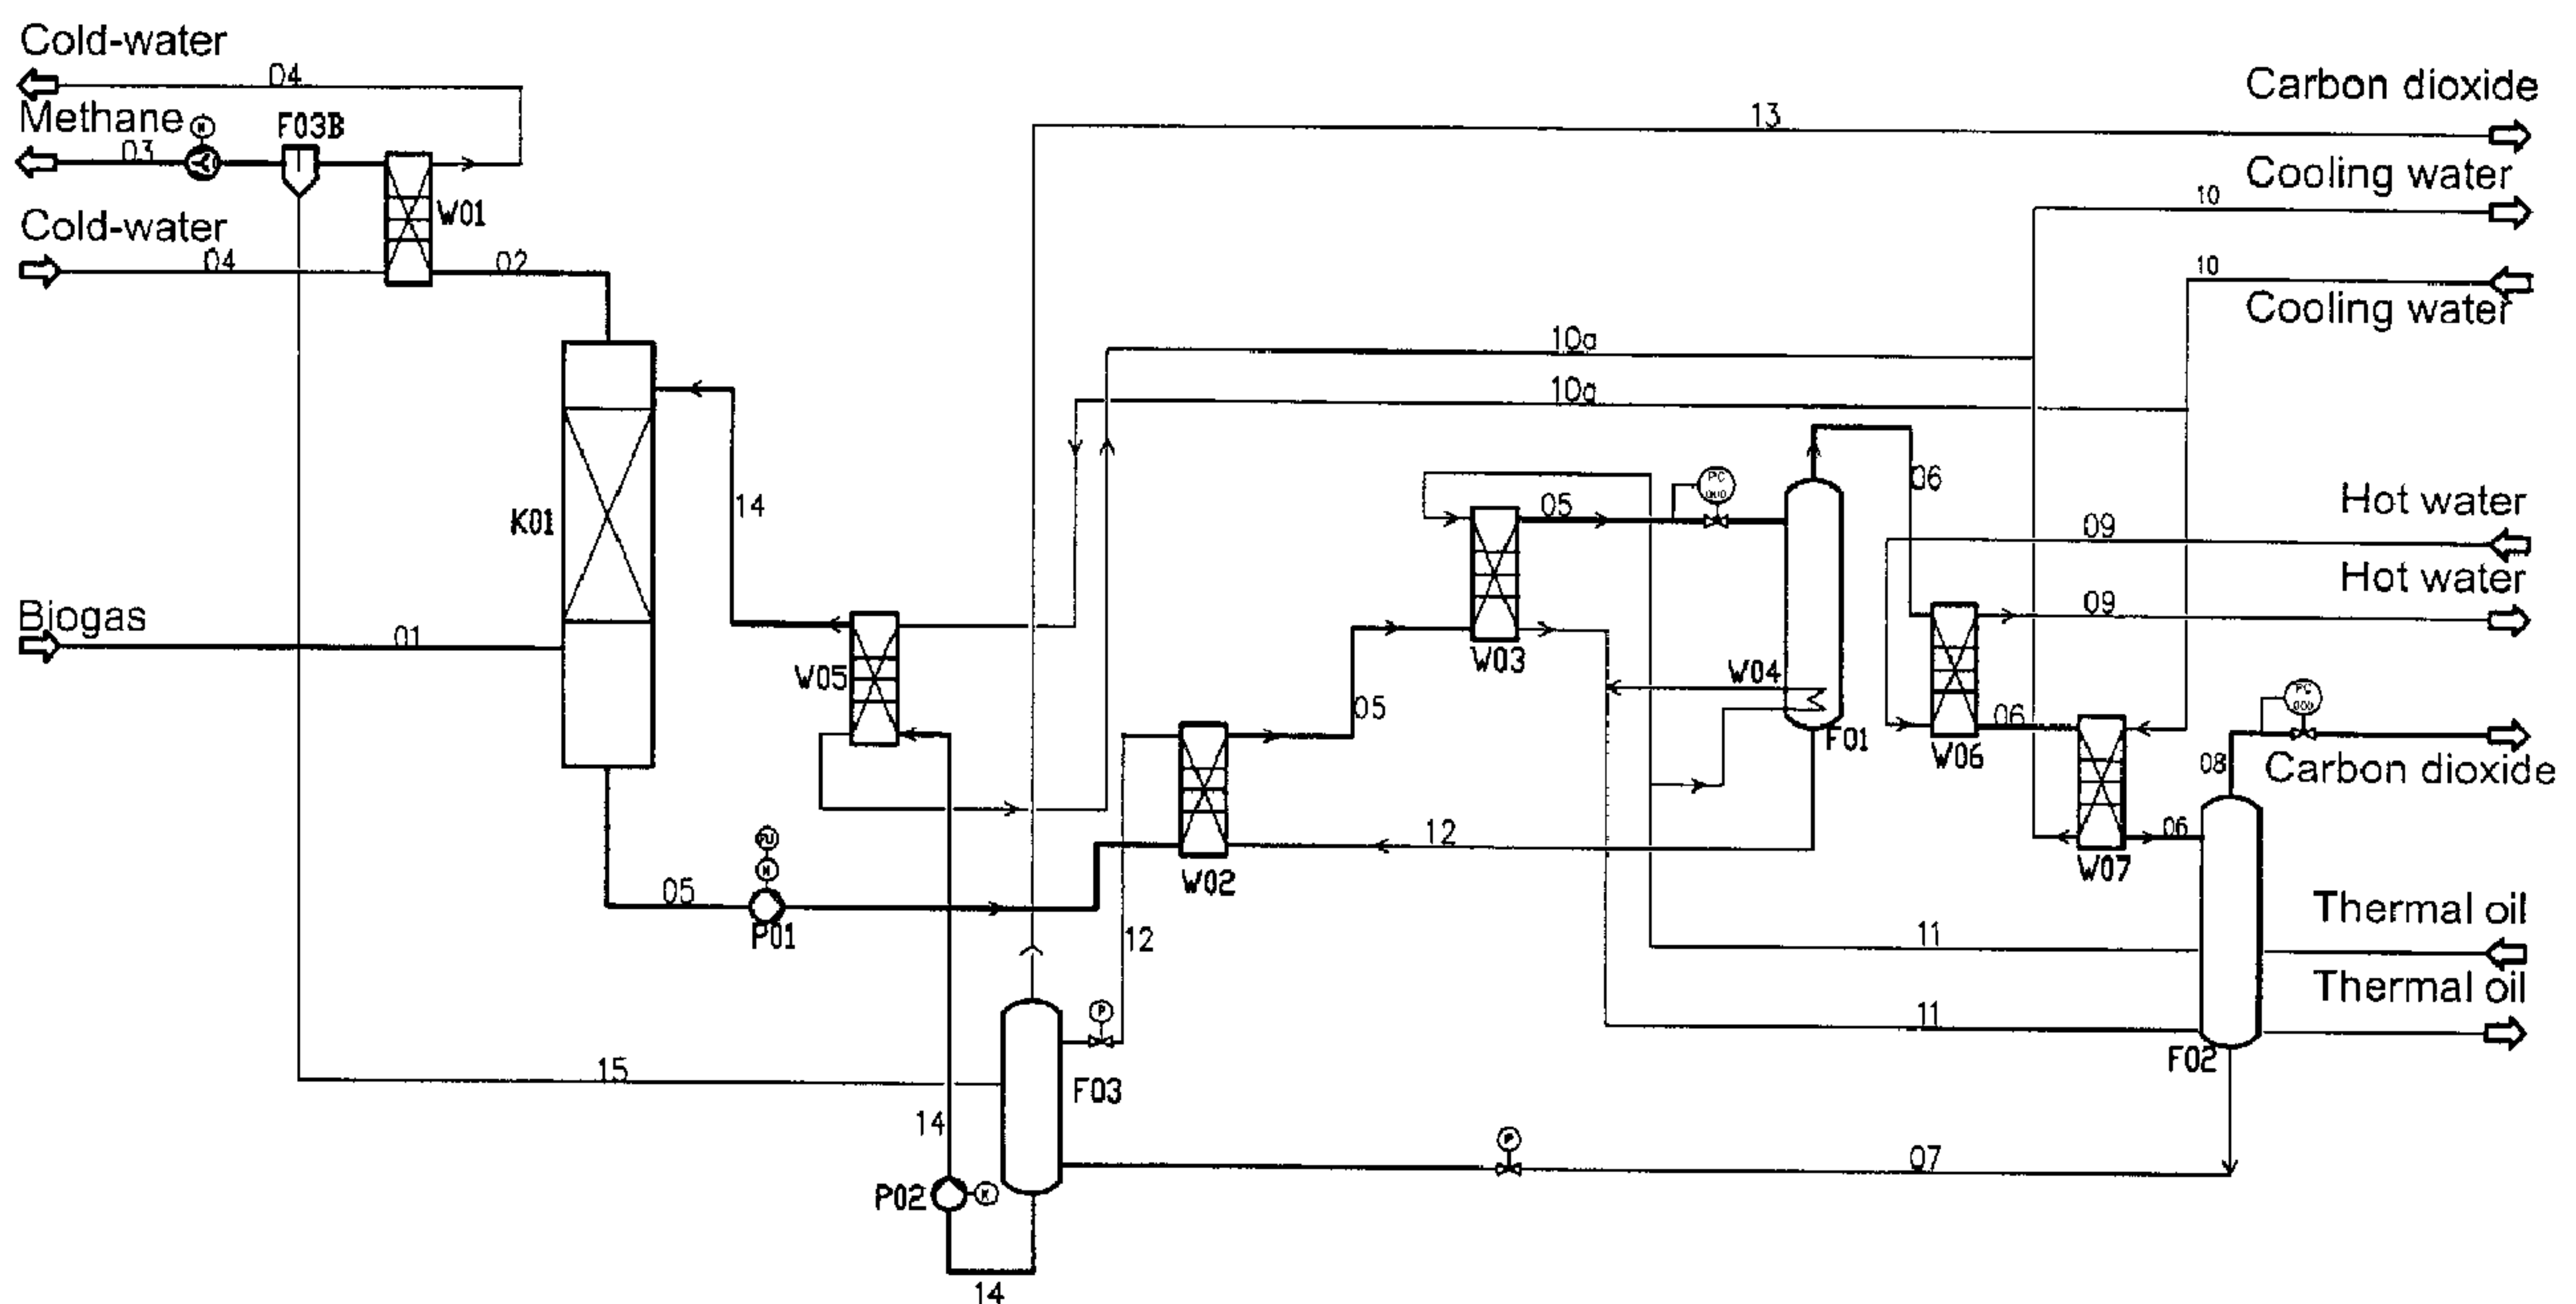 Cold-water
04
Carbon dioxide
Methane
N
F03B
13
03
Cooling water
10
W01
Cold-water
04
02
10
Cooling water
10a
10a
06
PC
05
Hot water
09
14
K01
Hot water
09
Biogas
01
W03
W05
W04
05
06
W06
F01
PC
08
Carbon dioxide
12
06
W02
W07
05
N
P01
12
11
Thermal oil
Thermal oil
11
P
F02
15
F03
14
P
07
P02
14